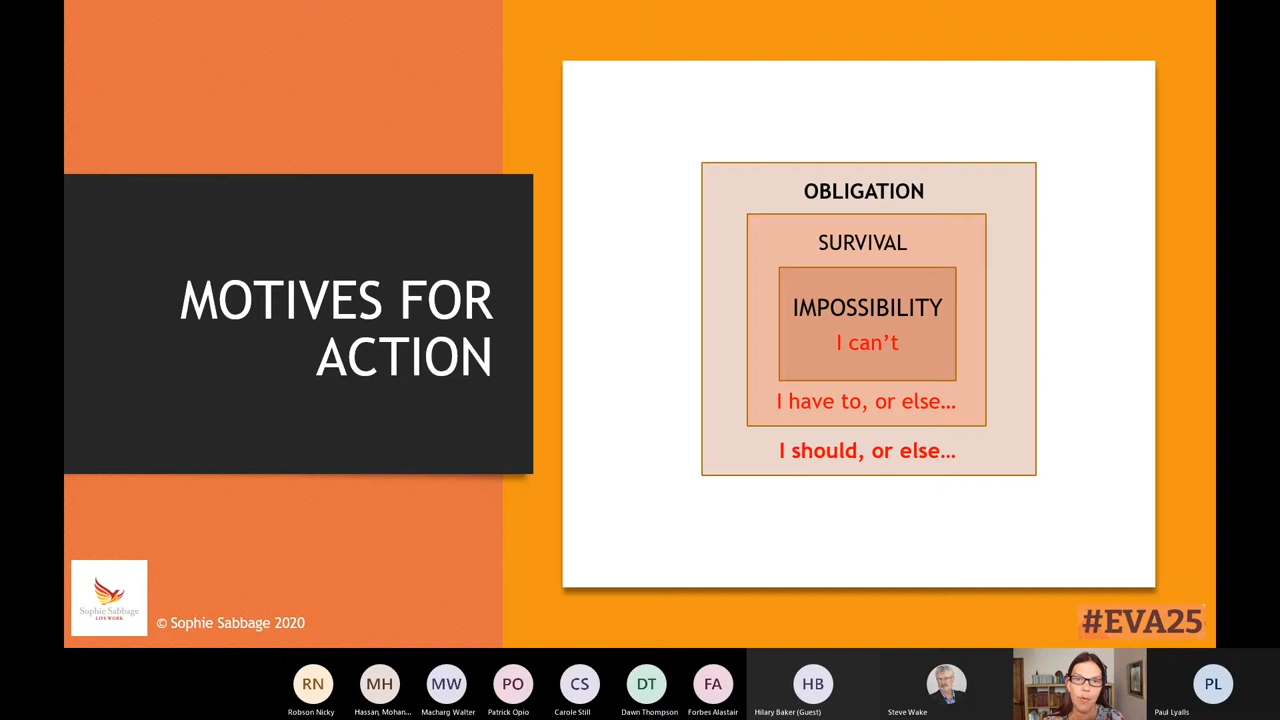 MOTIVES FOR
ACTION
OBLIGATION
SURVIVAL
IMPOSSIBILITY
I can’t
I have to, or else…
I should, or else…
Sophie Sabbage
LIFEWORK
© Sophie Sabbage 2020
#EVA25
RN
MH
MW
PO
CS
DT
FA
HB
PL
Robson Nicky
Hassan, Mohan...
Macharg Walter
Patrick Opio
Carole Still
Dawn Thompson
Forbes Alastair
Hilary Baker (Guest)
Steve Wake
Paul Lyalls